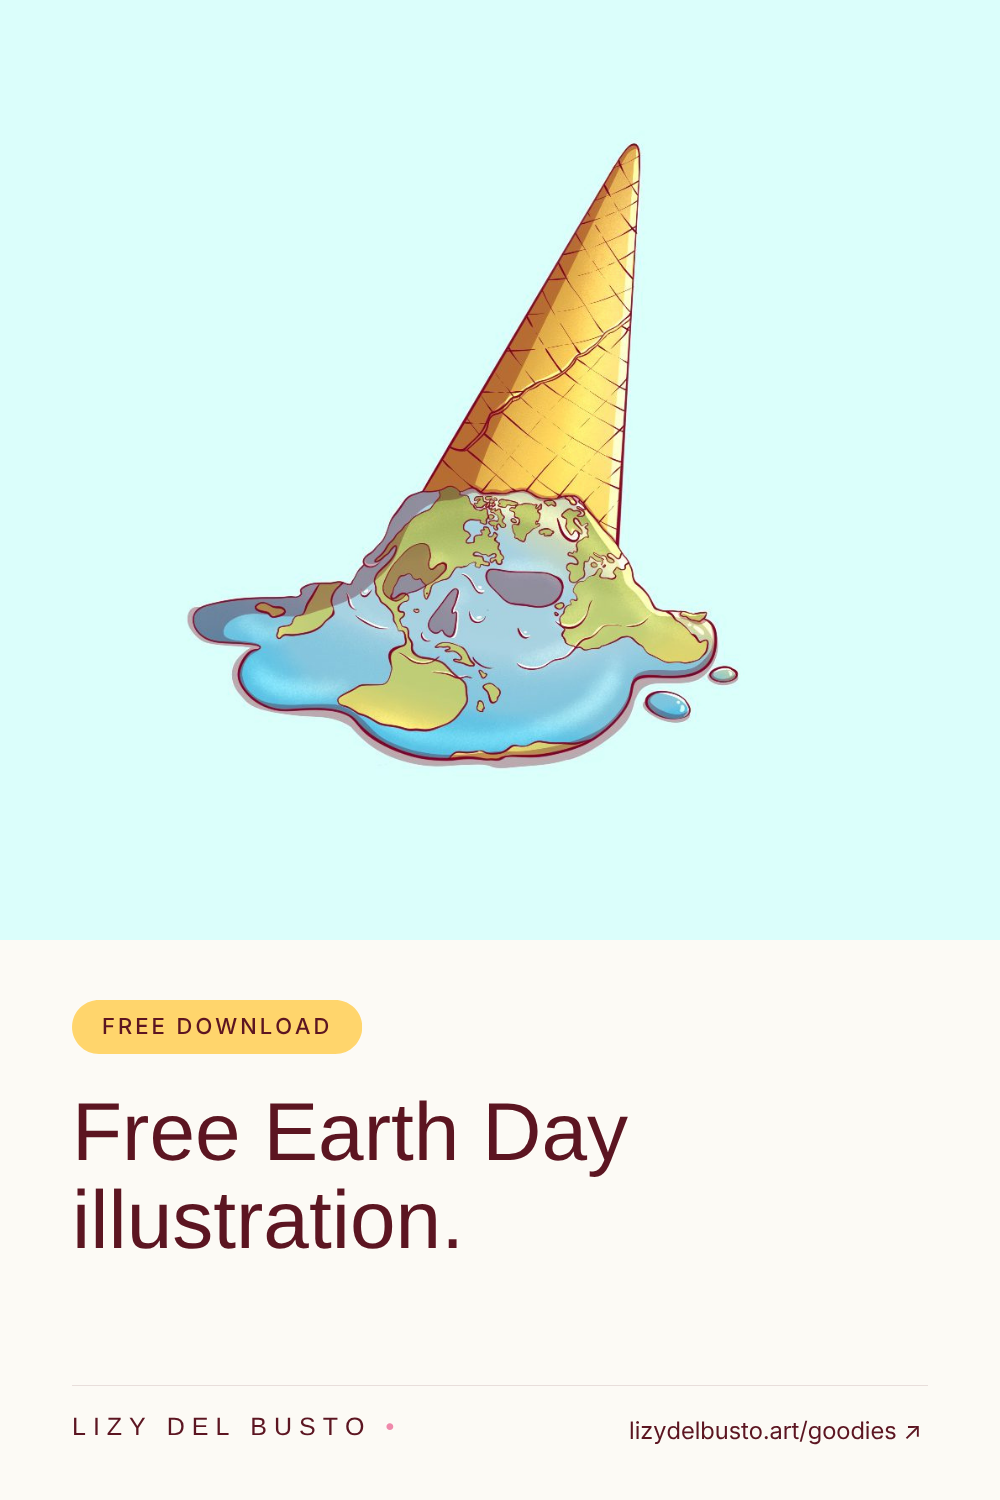 FREE DOWNLOAD
Free Earth Day
illustration.
LIZY DEL BUSTO •
lizydelbusto.art/goodies ↗